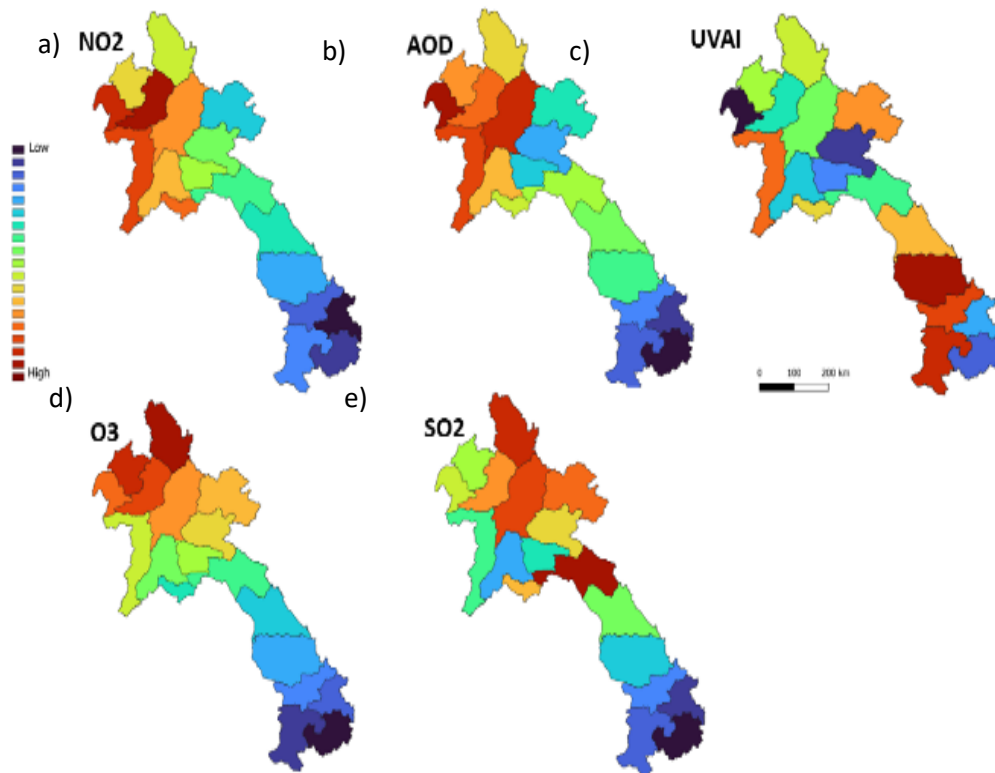 a) NO2
b) AOD
c) UVAI
Low
High
0 100 200 km
d) O3
e) SO2